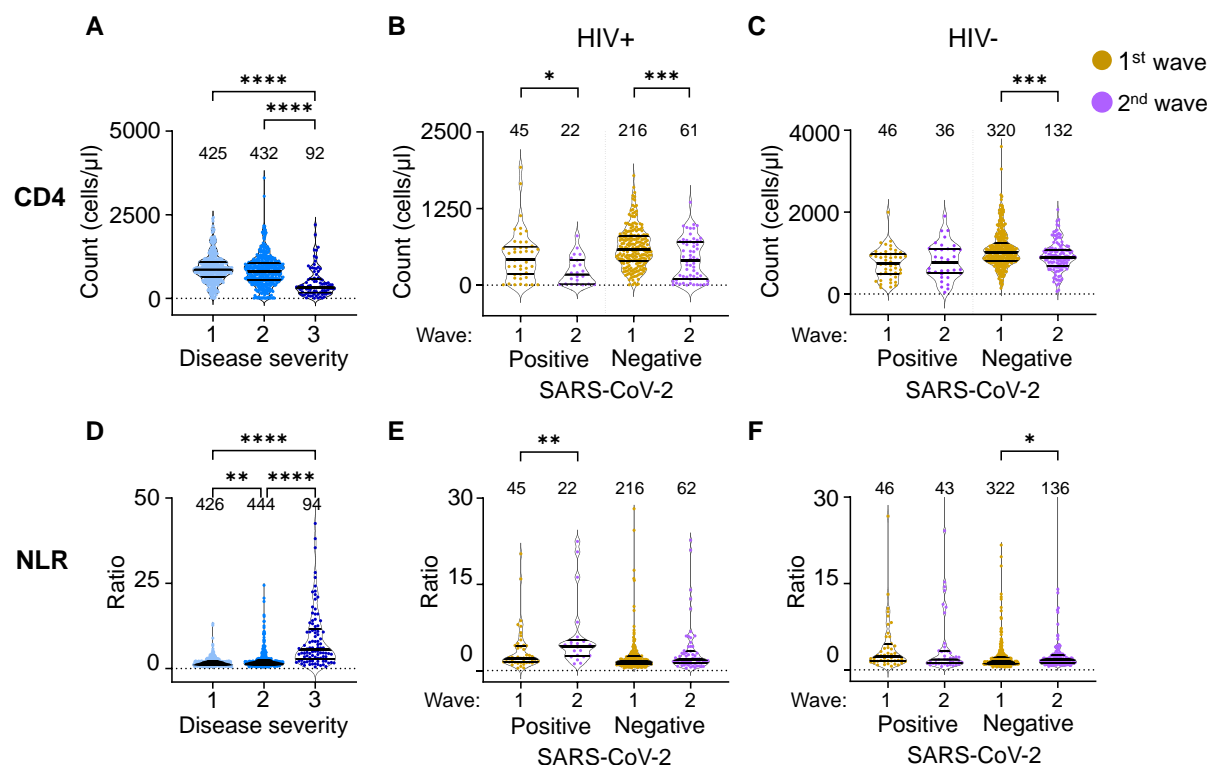 A
B
C
HIV+
HIV-
1st wave
2nd wave
****
****
*
***
***
CD4
Count (cells/µl)
5000
2500
0
425
432
92
1
2
3
Disease severity
Count (cells/µl)
2500
1250
0
45
22
216
61
Wave:
1
2
1
2
Positive
Negative
SARS-CoV-2
Count (cells/µl)
4000
2000
0
46
36
320
132
Wave:
1
2
1
2
Positive
Negative
SARS-CoV-2
D
E
F
****
**
****
**
*
NLR
Ratio
50
25
0
426
444
94
1
2
3
Disease severity
Ratio
30
15
0
45
22
216
62
Wave:
1
2
1
2
Positive
Negative
SARS-CoV-2
Ratio
30
15
0
46
43
322
136
Wave:
1
2
1
2
Positive
Negative
SARS-CoV-2